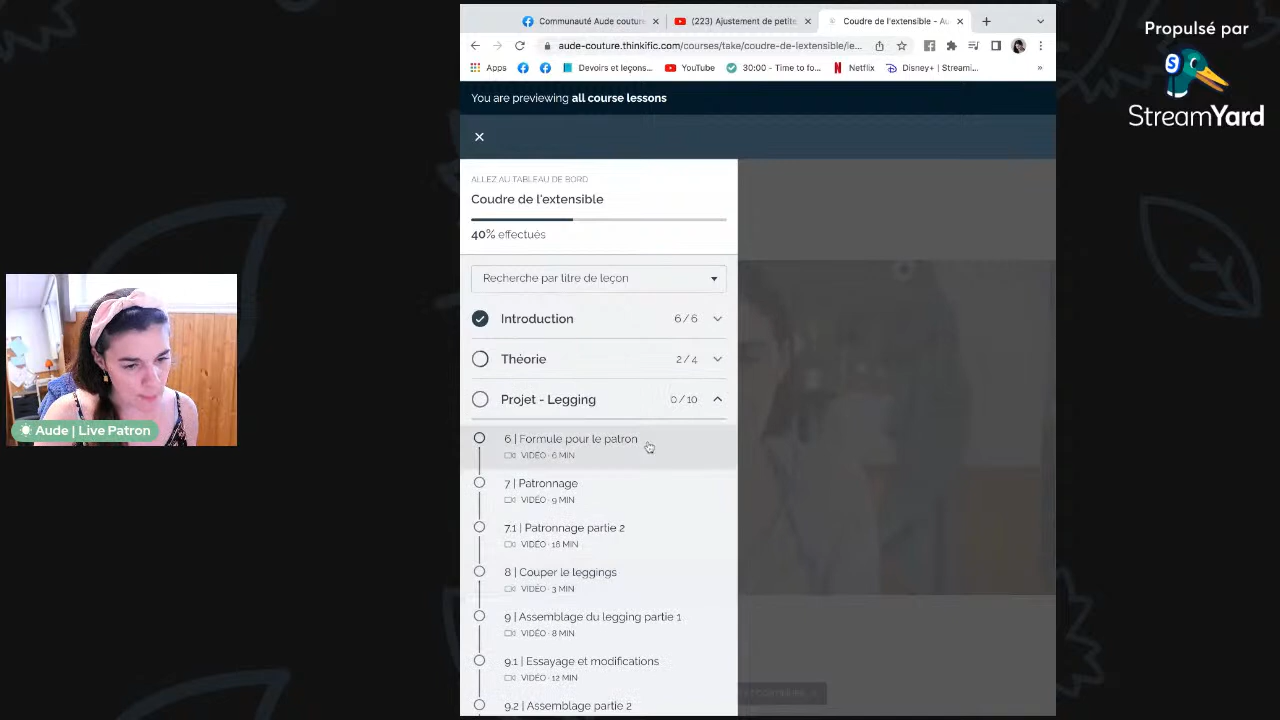 Communauté Aude couture
(223) Ajustement de petite
Coudre de l'extensible - Au
aude-couture.thinkific.com/courses/take/coudre-de-lextensible/le...
Apps
Devoirs et leçons...
YouTube
30:00 - Time to fo...
Netflix
Disney+ | Streami...
»
You are previewing all course lessons
ALLEZ AU TABLEAU DE BORD
Coudre de l'extensible
40% effectués
Recherche par titre de leçon
Introduction 6 / 6
Théorie 2 / 4
Projet - Legging 0 / 10
6 | Formule pour le patron
VIDÉO · 6 MIN
7 | Patronnage
VIDÉO · 9 MIN
7.1 | Patronnage partie 2
VIDÉO · 16 MIN
8 | Couper le leggings
VIDÉO · 3 MIN
9 | Assemblage du legging partie 1
VIDÉO · 8 MIN
9.1 | Essayage et modifications
VIDÉO · 12 MIN
9.2 | Assemblage partie 2
Aude | Live Patron
Propulsé par
S
StreamYard